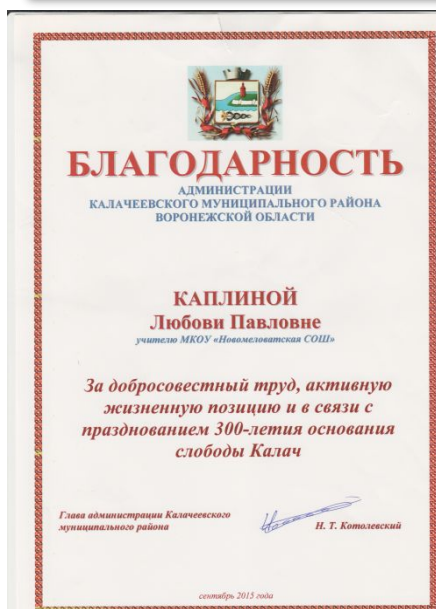 БЛАГОДАРНОСТЬ
АДМИНИСТРАЦИИ
КАЛАЧЕЕВСКОГО МУНИЦИПАЛЬНОГО РАЙОНА
ВОРОНЕЖСКОЙ ОБЛАСТИ
КАПЛИНОЙ
Любови Павловне
учителю МКОУ «Новомеловатская СОШ»
За добросовестный труд, активную
жизненную позицию и в связи с
празднованием 300-летия основания
слободы Калач
Глава администрации Калачеевского
муниципального района
Н. Т. Котолевский
сентябрь 2015 года